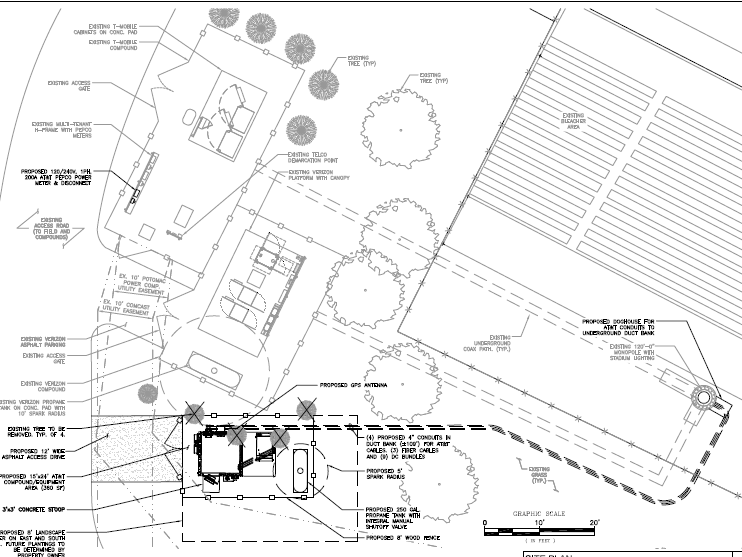 EXISTING T-MOBILE
CABINETS ON CONC. PAD
EXISTING T-MOBILE
COMPOUND
EXISTING
TREE (TYP)
EXISTING
TREE (TYP)
EXISTING ACCESS
GATE
EXISTING MULTI-TENANT
H-FRAME WITH PEPCO
METERS
EXISTING
BLEACHER
AREA
EXISTING TELCO
DEMARCATION POINT
PROPOSED 120/240V, 1PH,
200A AT&T PEPCO POWER
METER & DISCONNECT
EXISTING VERIZON
PLATFORM WITH CANOPY
EXISTING
ACCESS ROAD
(TO FIELD AND
COMPOUNDS)
EX. 10' POTOMAC
POWER COMP.
UTILITY EASEMENT
EX. 10' COMCAST
UTILITY EASEMENT
PROPOSED DOGHOUSE FOR
AT&T CONDUITS TO
UNDERGROUND DUCT BANK
EXISTING VERIZON
ASPHALT PARKING
EXISTING
UNDERGROUND
COAX PATH. (TYP.)
EXISTING 120'-0"
MONOPOLE WITH
STADIUM LIGHTING
EXISTING ACCESS
GATE
EXISTING VERIZON
COMPOUND
PROPOSED GPS ANTENNA
EXISTING VERIZON PROPANE
TANK ON CONC. PAD WITH
10' SPARK RADIUS
EXISTING TREE TO BE
REMOVED. TYP. OF 4.
(4) PROPOSED 4" CONDUITS IN
DUCT BANK (±109') FOR AT&T
CABLES. (3) FIBER CABLES
AND (9) DC BUNDLES
PROPOSED 12' WIDE
ASPHALT ACCESS DRIVE
PROPOSED 5'
SPARK RADIUS
EXISTING
GRASS
(TYP.)
PROPOSED 15'x24' AT&T
COMPOUND/EQUIPMENT
AREA (360 SF)
3'x3' CONCRETE STOOP
PROPOSED 250 GAL.
PROPANE TANK WITH
INTEGRAL MANUAL
SHUTOFF VALVE
GRAPHIC SCALE
0 10' 20'
( IN FEET )
PROPOSED 8' LANDSCAPE
ER ON EAST AND SOUTH
. FUTURE PLANTINGS TO
BE DETERMINED BY
PROPERTY OWNER
PROPOSED 8' WOOD FENCE
SITE PLAN